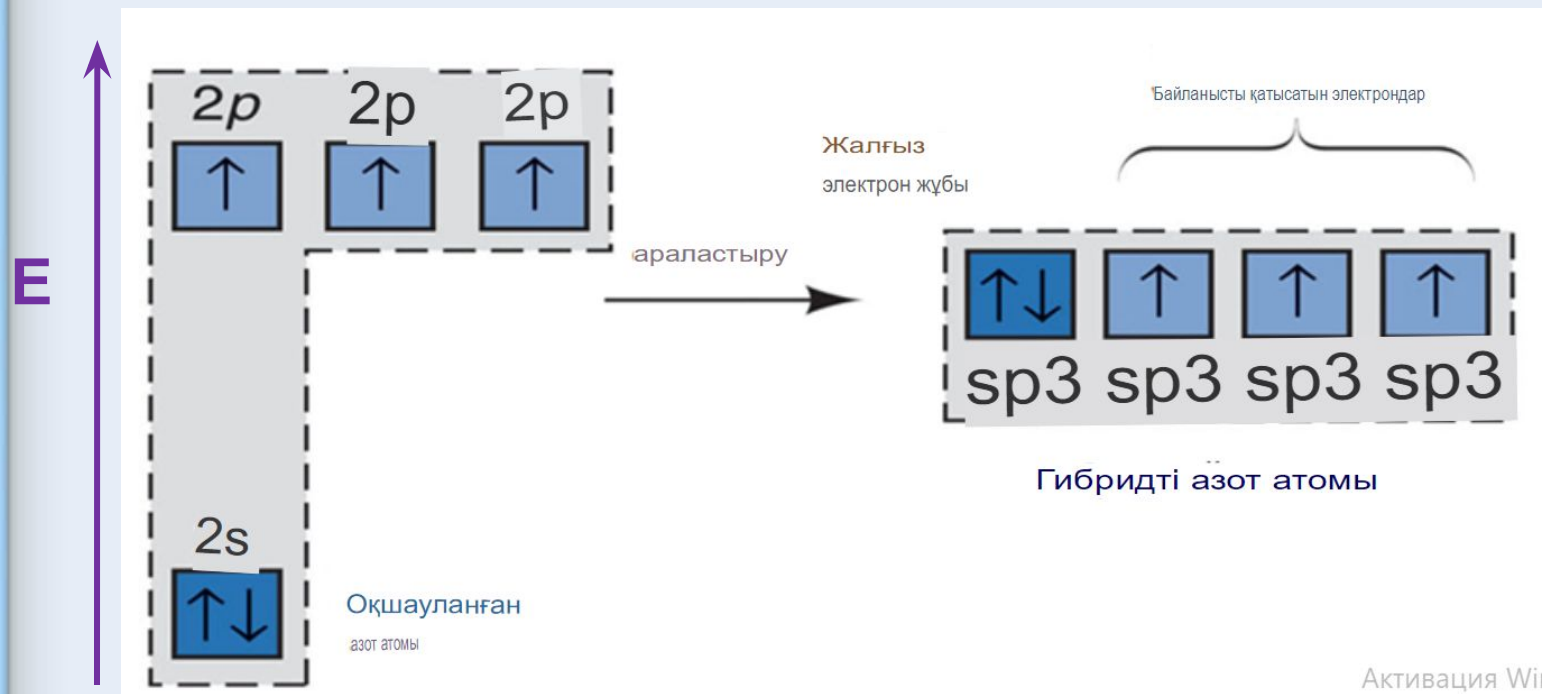 2p 2p 2p
Байланысты қатысатын электрондар
Жалғыз
электрон жұбы
E
араластыру
sp3 sp3 sp3 sp3
Гибридті азот атомы
2s
Оқшауланған
азот атомы
Активация Win